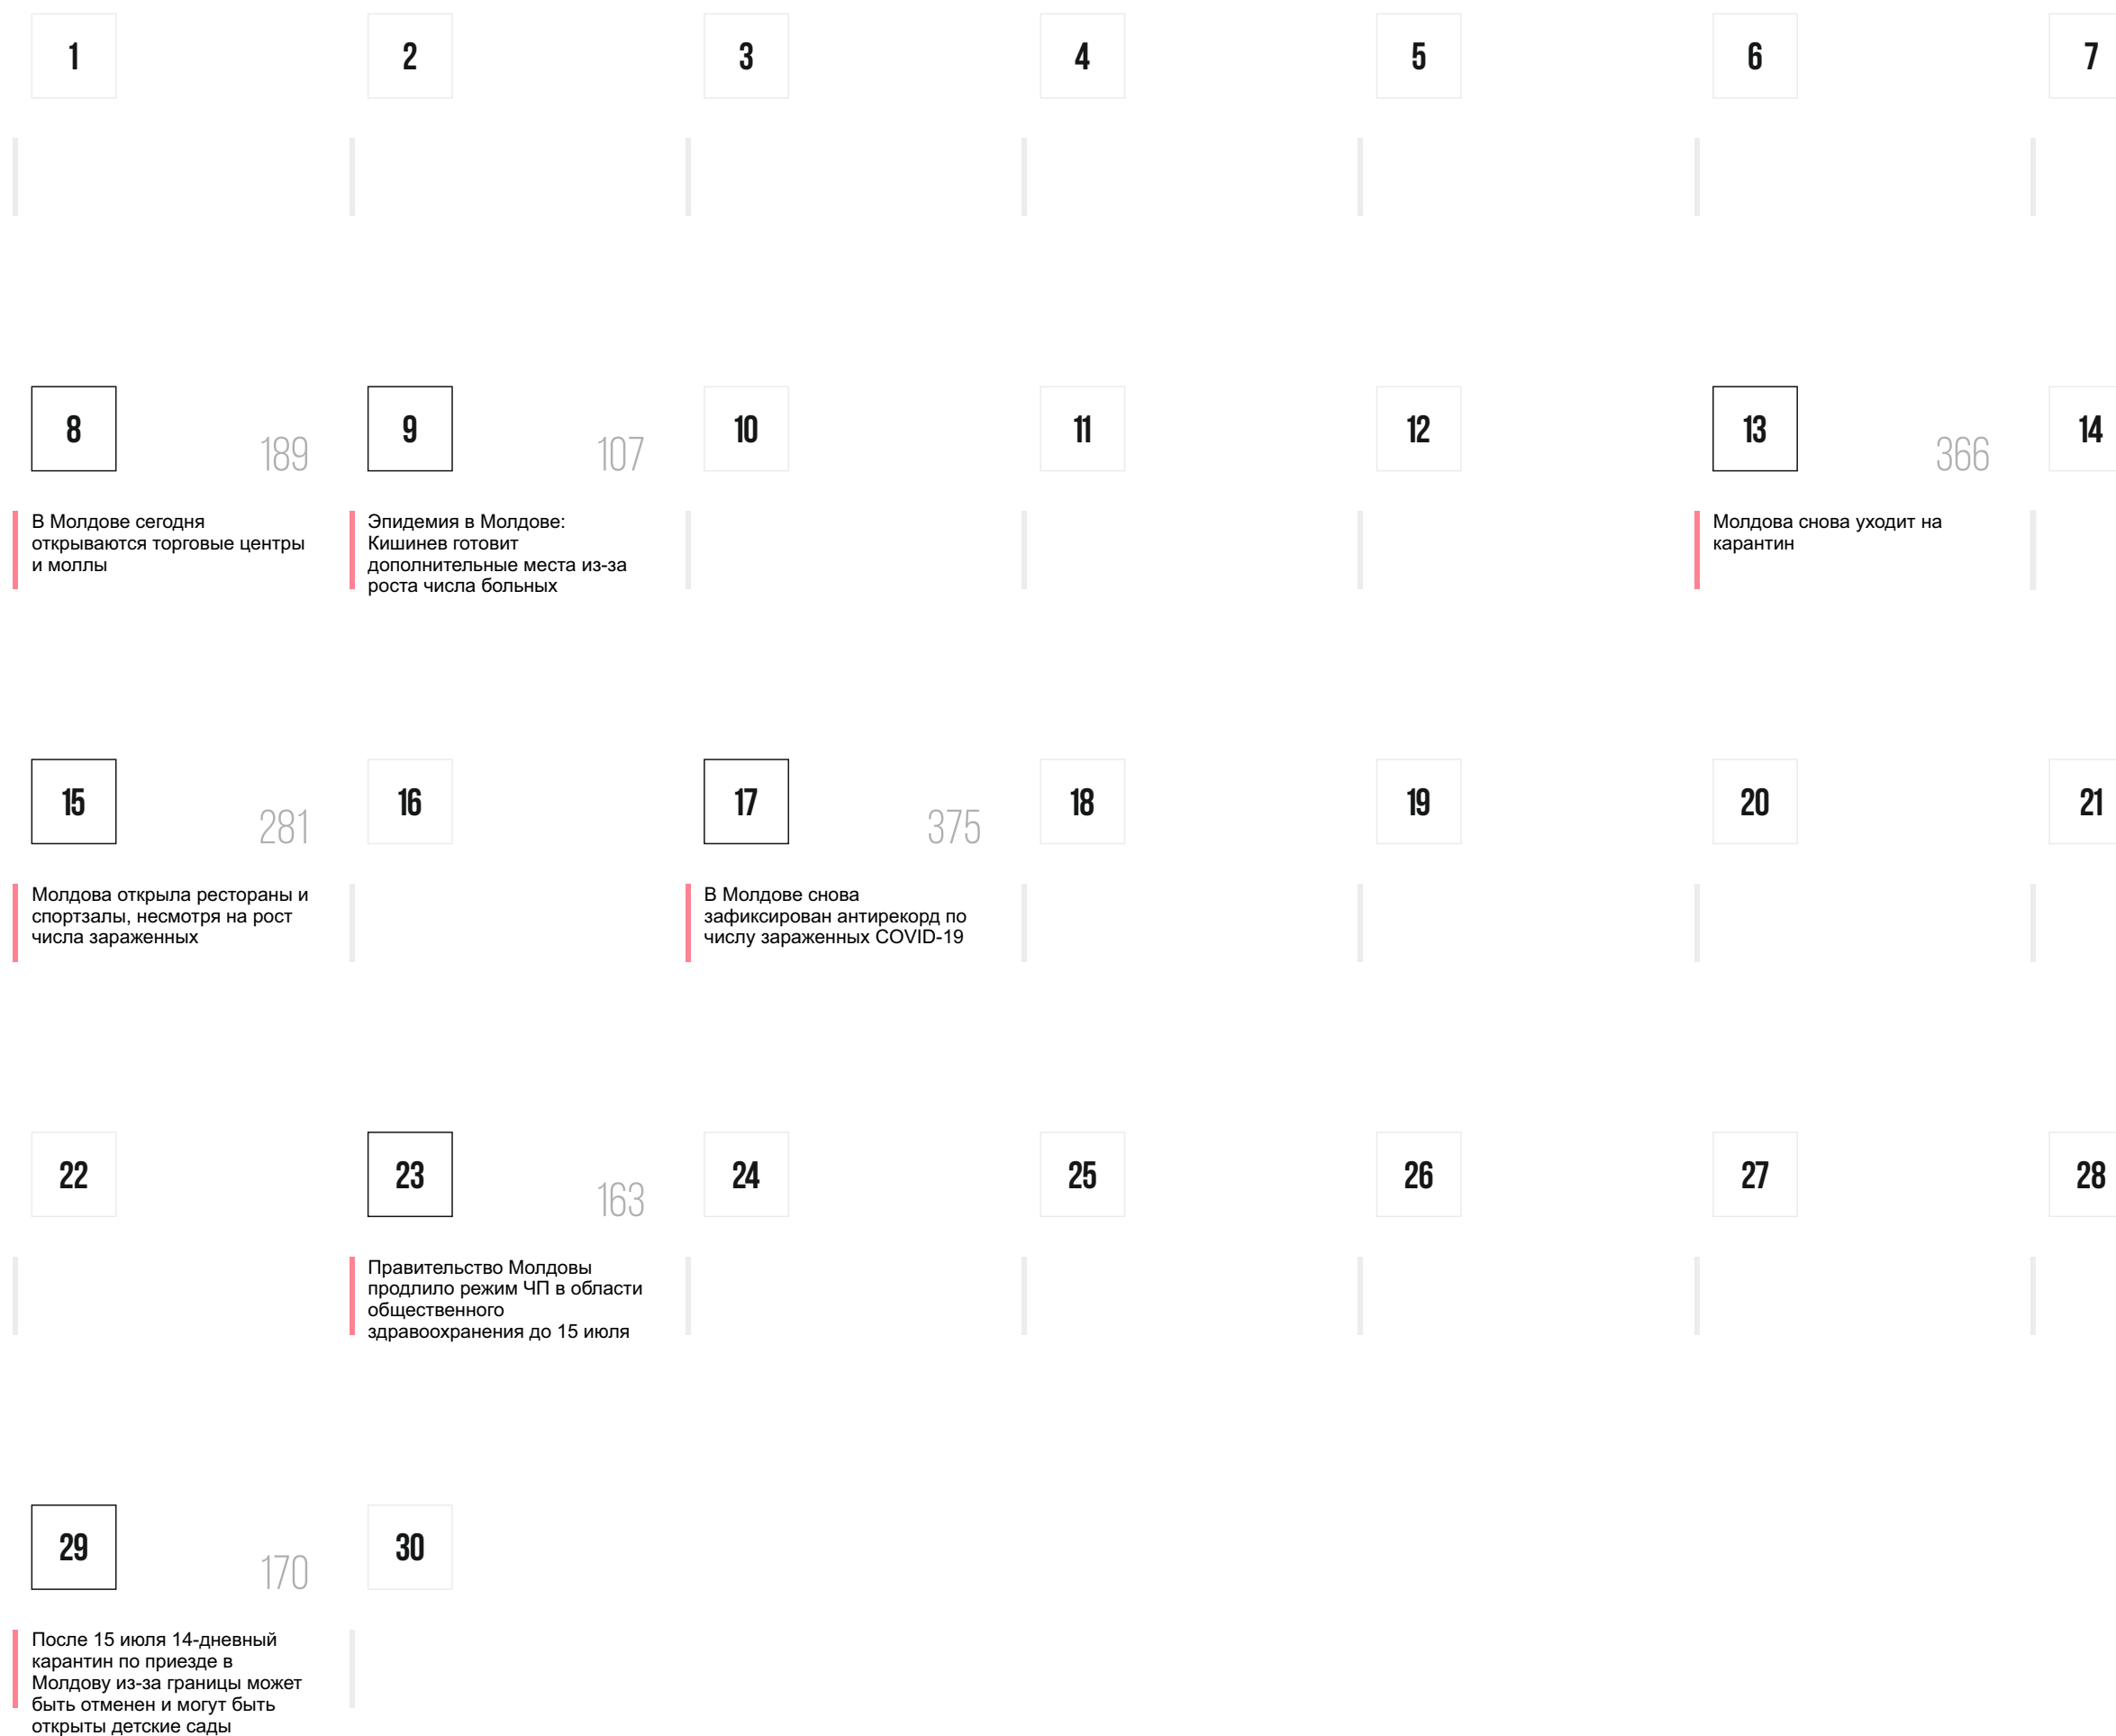 1
2
3
4
5
6
7
8
189
9
107
10
11
12
13
366
14
В Молдове сегодня
открываются торговые центры
и моллы
Эпидемия в Молдове:
Кишинев готовит
дополнительные места из-за
роста числа больных
Молдова снова уходит на
карантин
15
281
16
17
375
18
19
20
21
Молдова открыла рестораны и
спортзалы, несмотря на рост
числа зараженных
В Молдове снова
зафиксирован антирекорд по
числу зараженных COVID-19
22
23
163
24
25
26
27
28
Правительство Молдовы
продлило режим ЧП в области
общественного
здравоохранения до 15 июля
29
170
30
После 15 июля 14-дневный
карантин по приезде в
Молдову из-за границы может
быть отменен и могут быть
открыты детские сады